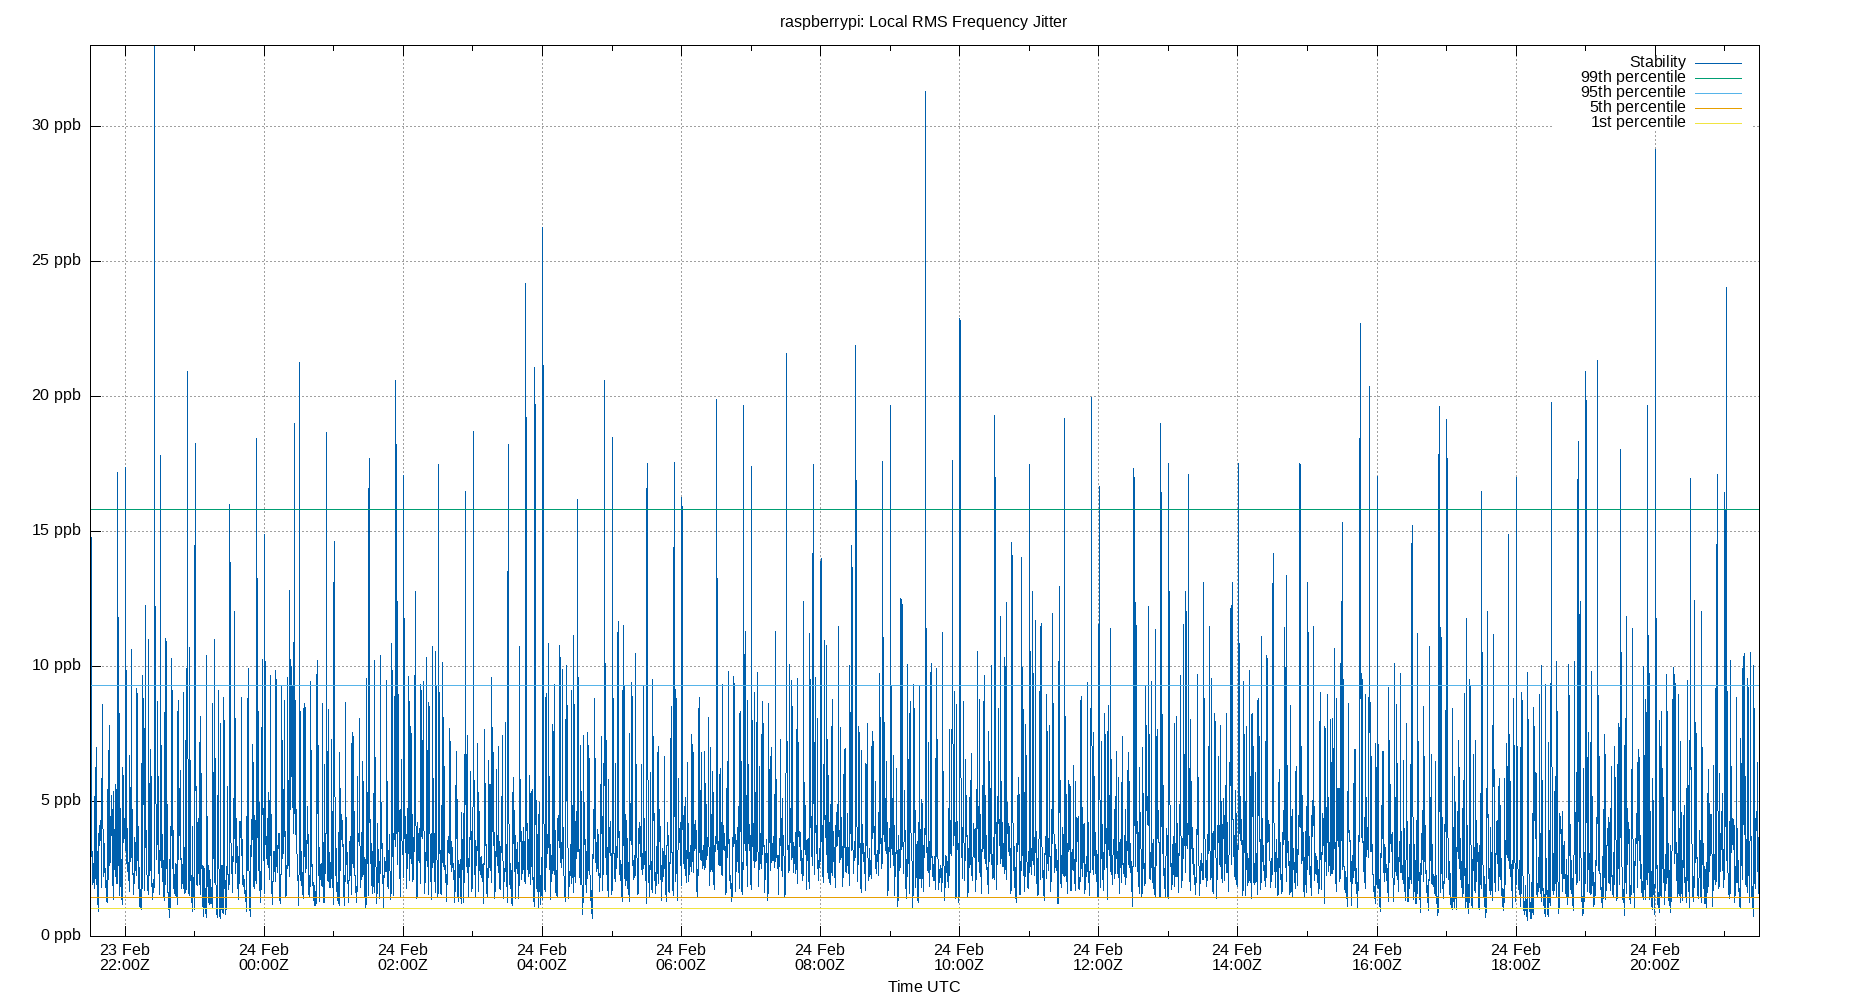 raspberrypi: Local RMS Frequency Jitter
Stability
99th percentile
95th percentile
5th percentile
1st percentile
30 ppb
25 ppb
20 ppb
15 ppb
10 ppb
5 ppb
0 ppb
23 Feb 24 Feb 24 Feb 24 Feb 24 Feb 24 Feb 24 Feb 24 Feb 24 Feb 24 Feb 24 Feb 24 Feb
22:00Z 00:00Z 02:00Z 04:00Z 06:00Z 08:00Z 10:00Z 12:00Z 14:00Z 16:00Z 18:00Z 20:00Z
Time UTC